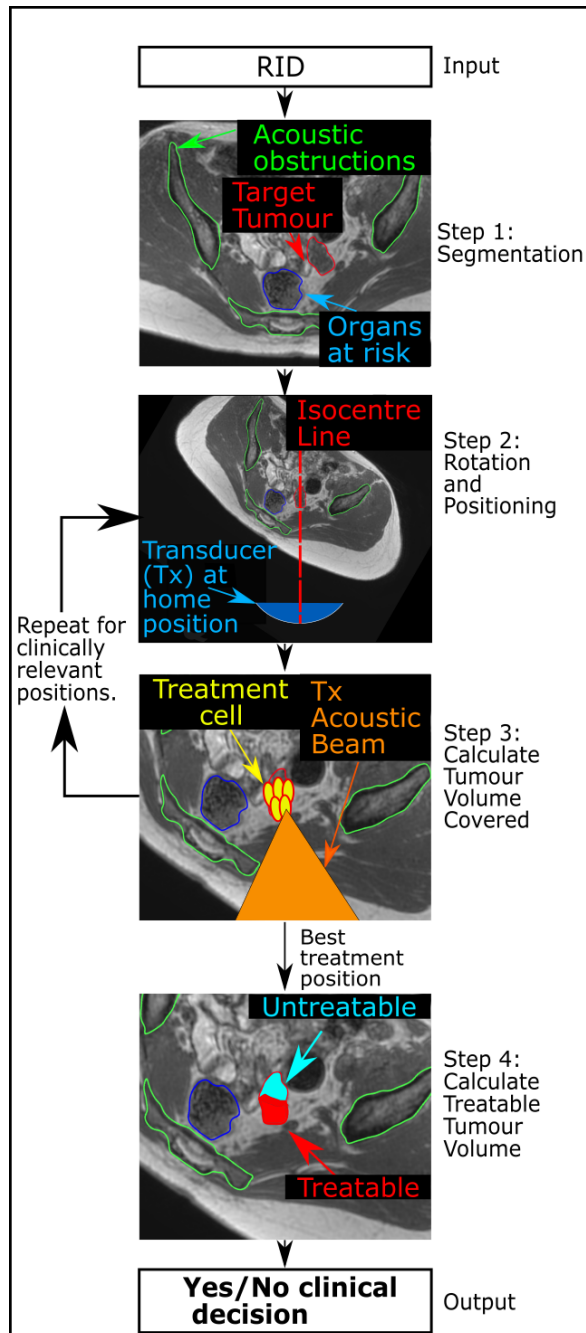 RID
Input
Acoustic
obstructions
Target
Tumour
Organs
at risk
Step 1:
Segmentation
Isocentre
Line
Transducer
(Tx) at
home
position
Step 2:
Rotation
and
Positioning
Repeat for
clinically
relevant
positions.
Treatment
cell
Tx
Acoustic
Beam
Step 3:
Calculate
Tumour
Volume
Covered
Best
treatment
position
Untreatable
Treatable
Step 4:
Calculate
Treatable
Tumour
Volume
Yes/No clinical
decision
Output